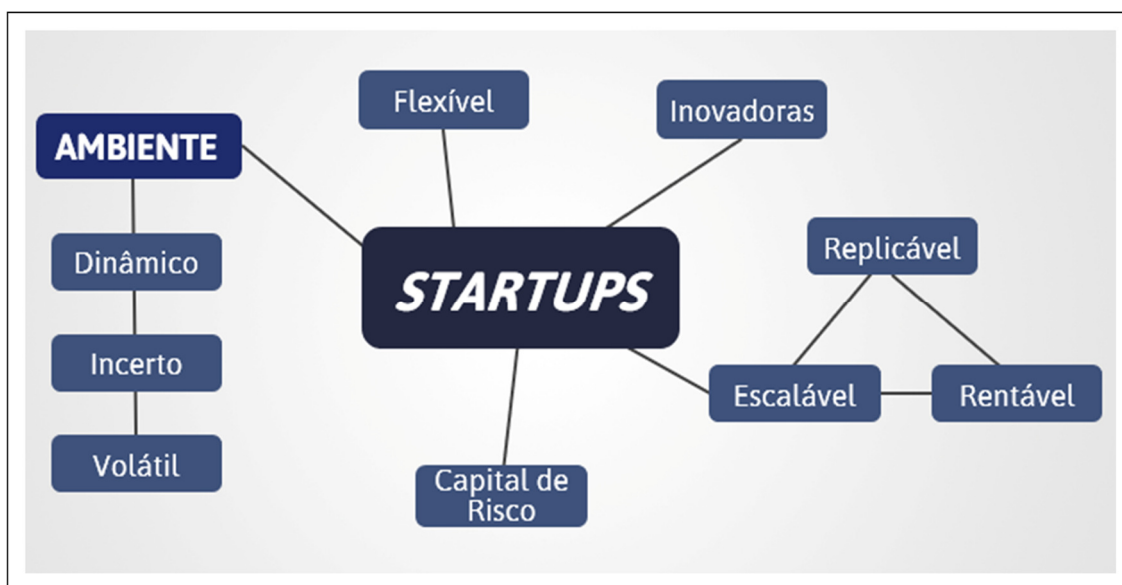 Flexível
Inovadoras
AMBIENTE
Dinâmico
Incerto
Volátil
STARTUPS
Replicável
Escalável
Rentável
Capital de
Risco